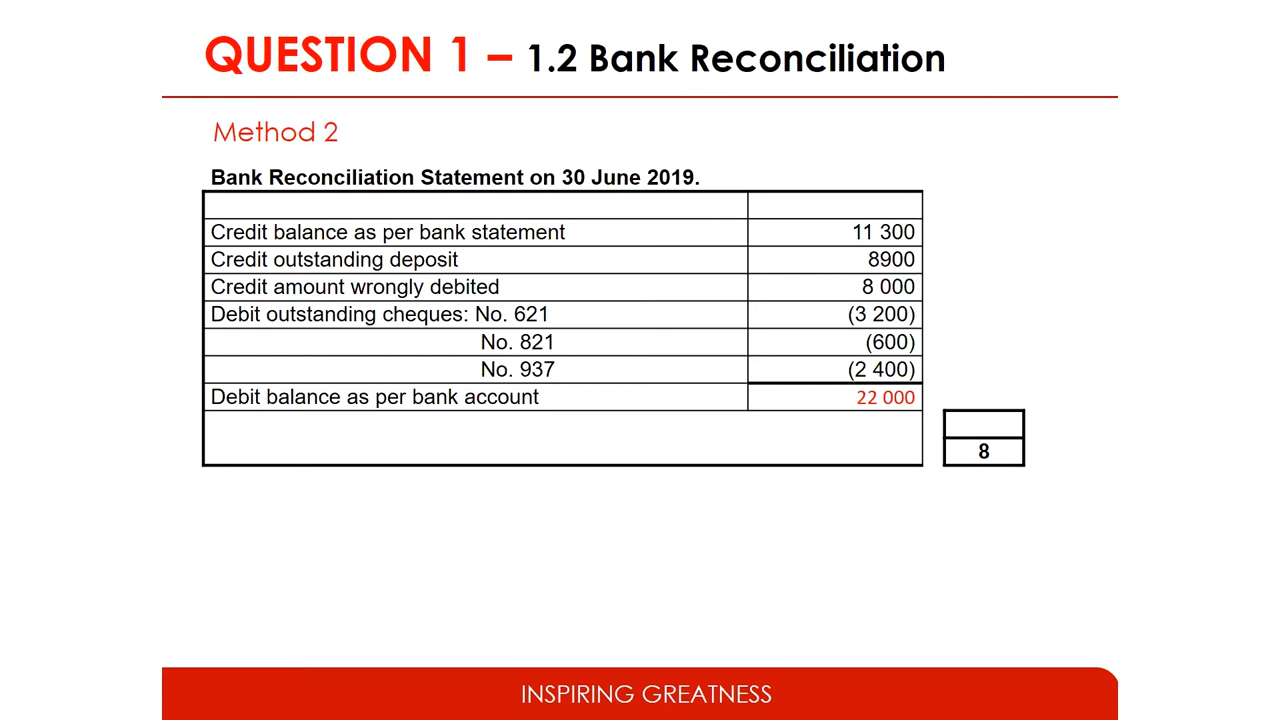 QUESTION 1 – 1.2 Bank Reconciliation
Method 2
Bank Reconciliation Statement on 30 June 2019.
Credit balance as per bank statement 11 300
Credit outstanding deposit 8900
Credit amount wrongly debited 8 000
Debit outstanding cheques: No. 621 (3 200)
No. 821 (600)
No. 937 (2 400)
Debit balance as per bank account 22 000
8
INSPIRING GREATNESS